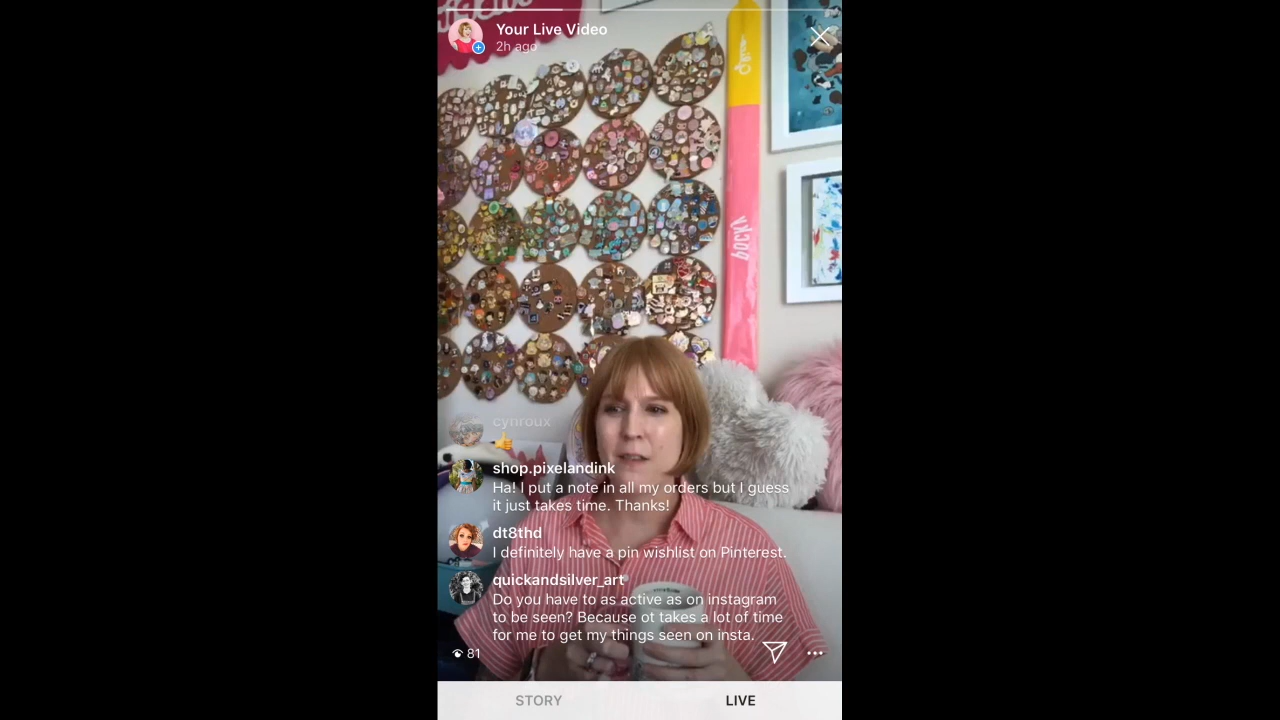 Your Live Video
2h ago
pocky
cynroux
👍
shop.pixelandink
Ha! I put a note in all my orders but I guess
it just takes time. Thanks!
dt8thd
I definitely have a pin wishlist on Pinterest.
quickandsilver_art
Do you have to as active as on instagram
to be seen? Because ot takes a lot of time
for me to get my things seen on insta.
81
STORY
LIVE